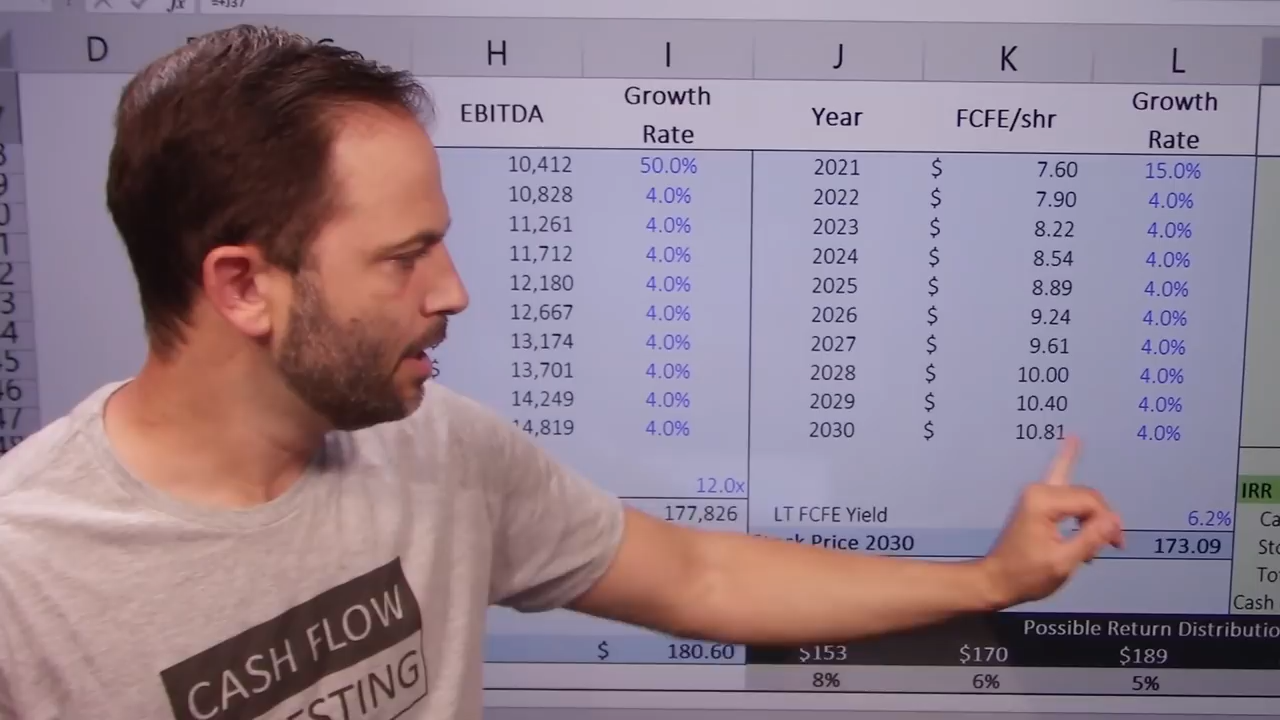 fx =+J37
D H I J K L
EBITDA Growth Rate Year FCFE/shr Growth Rate
10,412 50.0% 2021 $ 7.60 15.0%
10,828 4.0% 2022 $ 7.90 4.0%
11,261 4.0% 2023 $ 8.22 4.0%
11,712 4.0% 2024 $ 8.54 4.0%
12,180 4.0% 2025 $ 8.89 4.0%
12,667 4.0% 2026 $ 9.24 4.0%
13,174 4.0% 2027 $ 9.61 4.0%
13,701 4.0% 2028 $ 10.00 4.0%
14,249 4.0% 2029 $ 10.40 4.0%
14,819 4.0% 2030 $ 10.81 4.0%
12.0x IRR
177,826 LT FCFE Yield 6.2%
Price 2030 173.09
Cash
Possible Return Distributio
$ 180.60 $153 $170 $189
8% 6% 5%
CASH FLOW